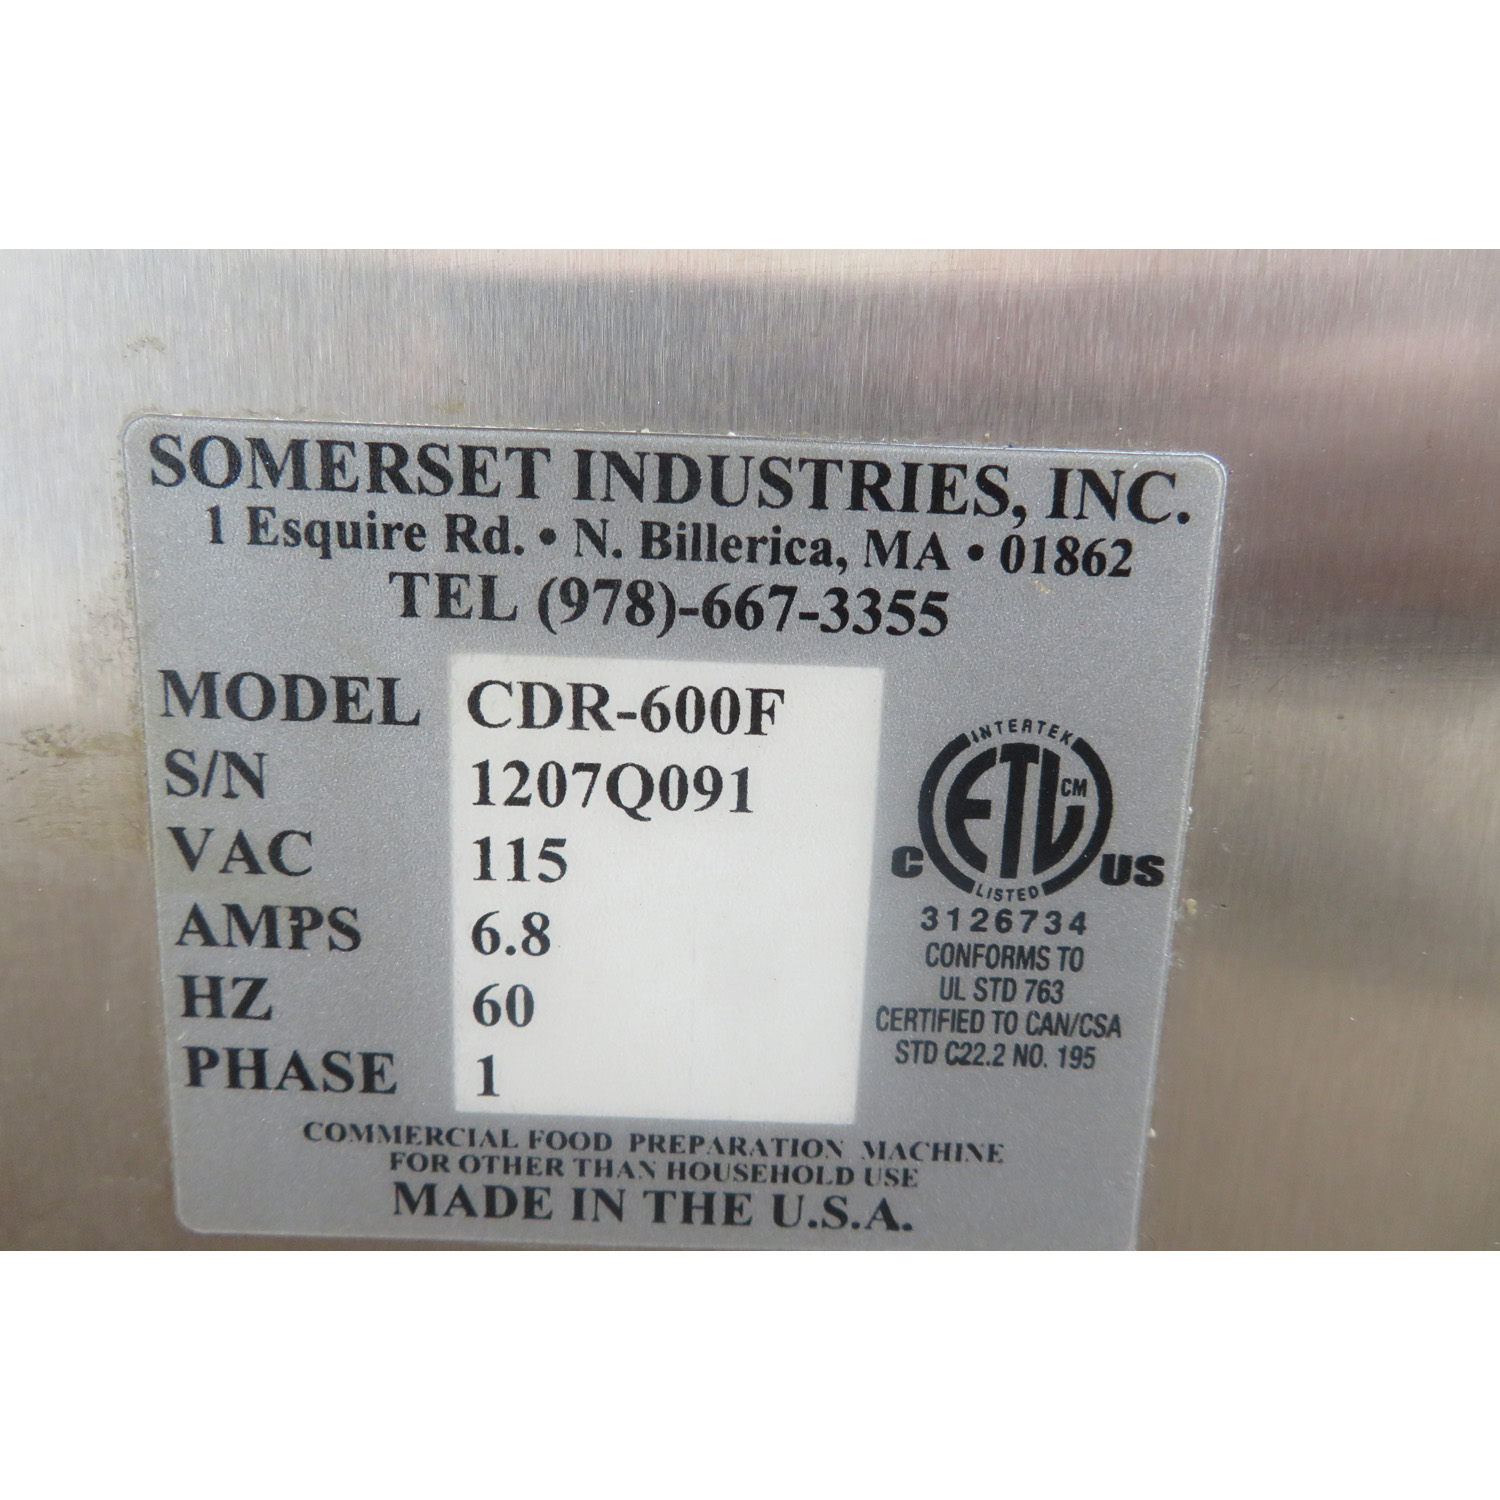 SOMERSET INDUSTRIES, INC.
1 Esquire Rd. • N. Billerica, MA • 01862
TEL (978)-667-3355
MODEL CDR-600F
S/N 1207Q091
VAC 115
AMPS 6.8
HZ 60
PHASE 1
INTERTEK
ETL CM
C US
LISTED
3126734
CONFORMS TO
UL STD 763
CERTIFIED TO CAN/CSA
STD C22.2 NO. 195
COMMERCIAL FOOD PREPARATION MACHINE
FOR OTHER THAN HOUSEHOLD USE
MADE IN THE U.S.A.